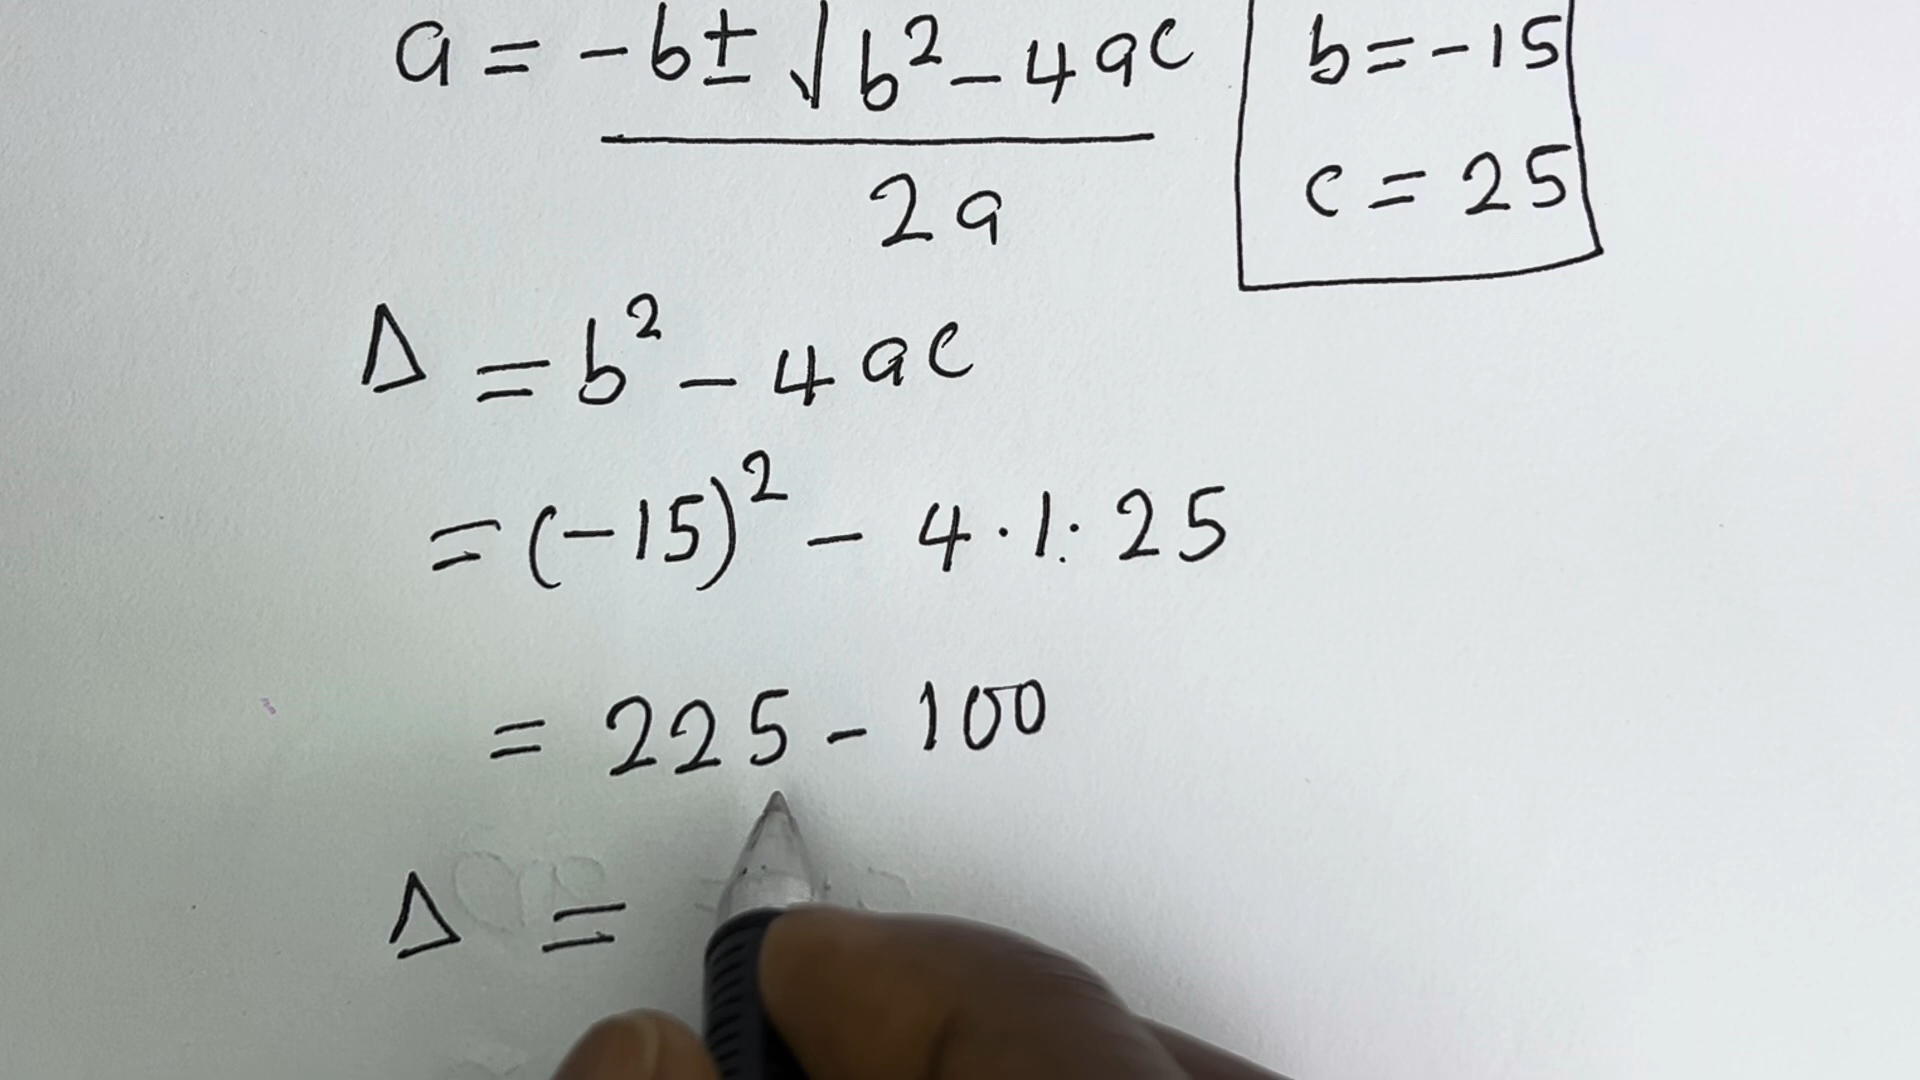 a = -b ± √b² - 4ac
2a
b = -15
c = 25
Δ = b² - 4ac
= (-15)² - 4 · 1 · 25
= 225 - 100
Δ =